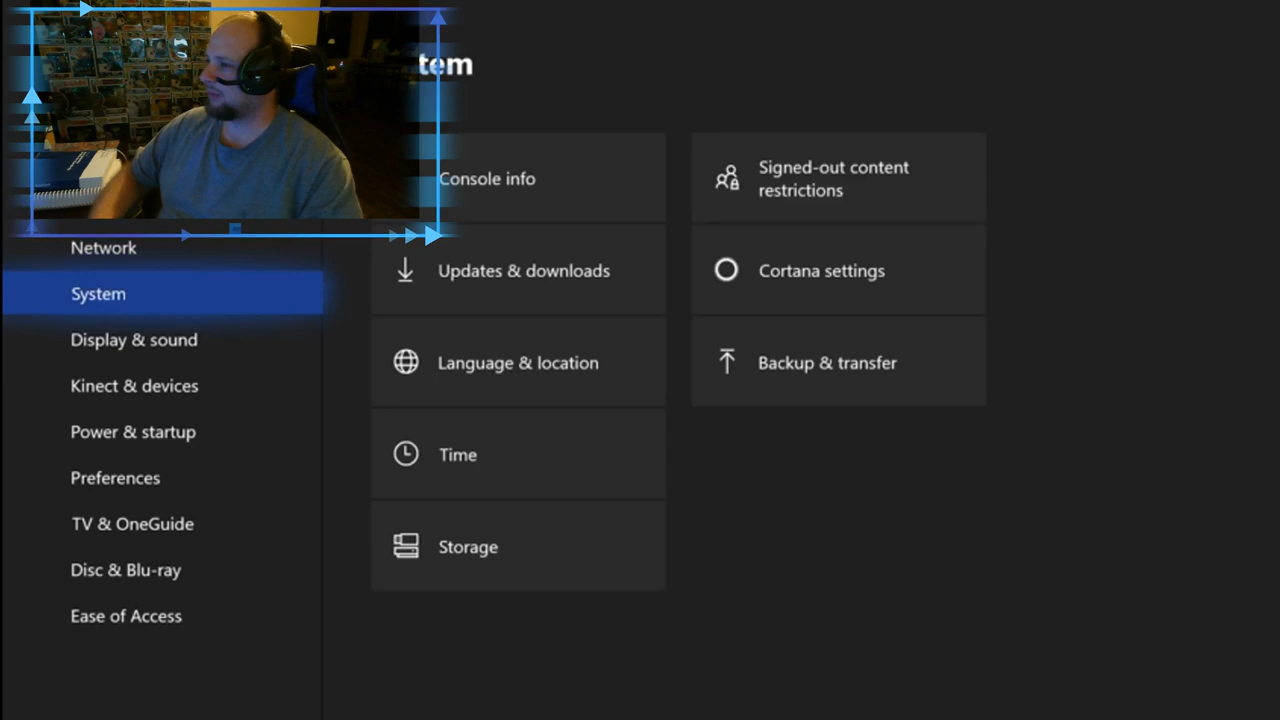 tem
Network
System
Display & sound
Kinect & devices
Power & startup
Preferences
TV & OneGuide
Disc & Blu-ray
Ease of Access
Console info
Updates & downloads
Language & location
Time
Storage
Signed-out content
restrictions
Cortana settings
Backup & transfer